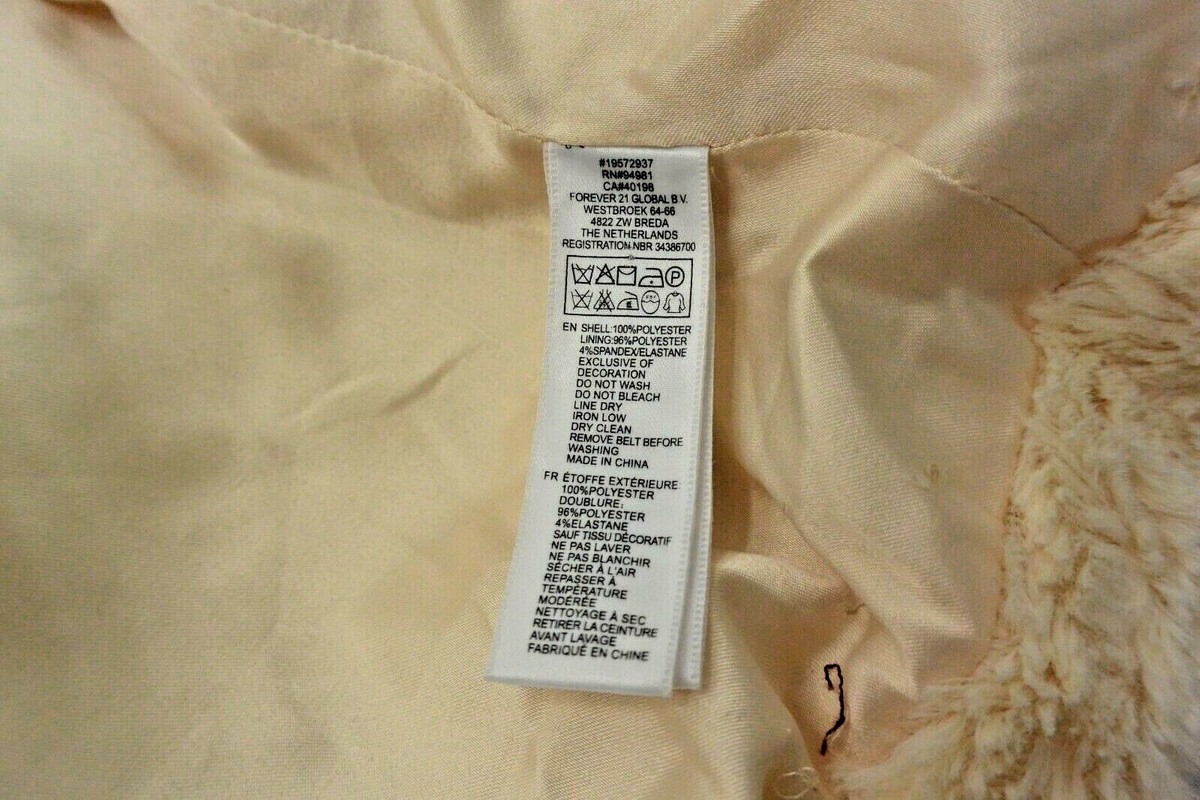 #19572937
RN#94981
CA#40198
FOREVER 21 GLOBAL B.V.
WESTBROEK 64-66
4822 ZW BREDA
THE NETHERLANDS
REGISTRATION NBR 34386700
P
EN SHELL:100%POLYESTER
LINING:96%POLYESTER
4%SPANDEX/ELASTANE
EXCLUSIVE OF
DECORATION
DO NOT WASH
DO NOT BLEACH
LINE DRY
IRON LOW
DRY CLEAN
REMOVE BELT BEFORE
WASHING
MADE IN CHINA
FR ÉTOFFE EXTÉRIEURE:
100%POLYESTER
DOUBLURE:
96%POLYESTER
4%ELASTANE
SAUF TISSU DÉCORATIF
NE PAS LAVER
NE PAS BLANCHIR
SÉCHER À L'AIR
REPASSER À
TEMPÉRATURE
MODÉRÉE
NETTOYAGE À SEC
RETIRER LA CEINTURE
AVANT LAVAGE
FABRIQUÉ EN CHINE